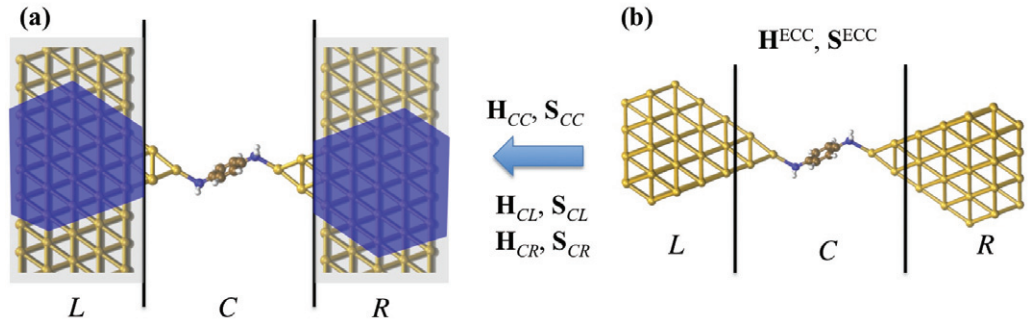 (a)
L
C
R
H_CC, S_CC
H_CL, S_CL
H_CR, S_CR
(b)
H^ECC, S^ECC
L
C
R